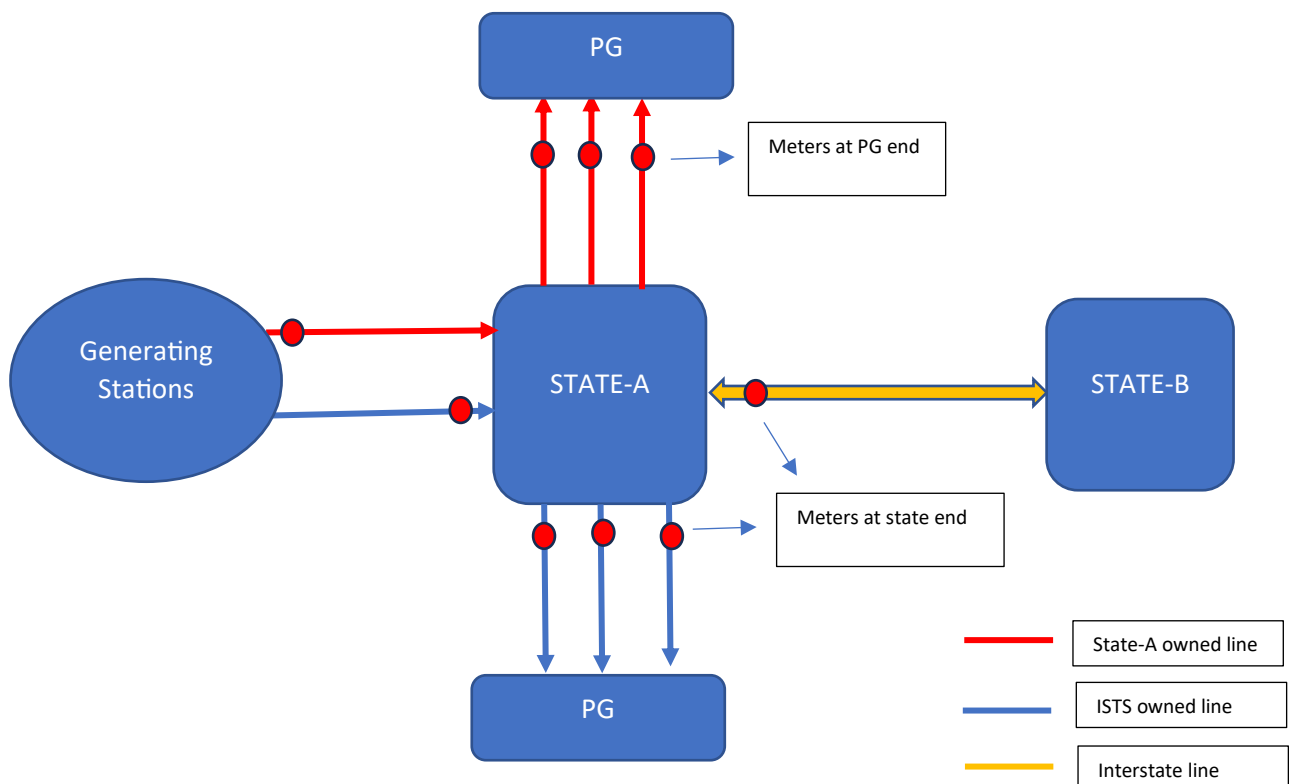 PG
Meters at PG end
Generating
Stations
STATE-A
STATE-B
Meters at state end
PG
State-A owned line
ISTS owned line
Interstate line